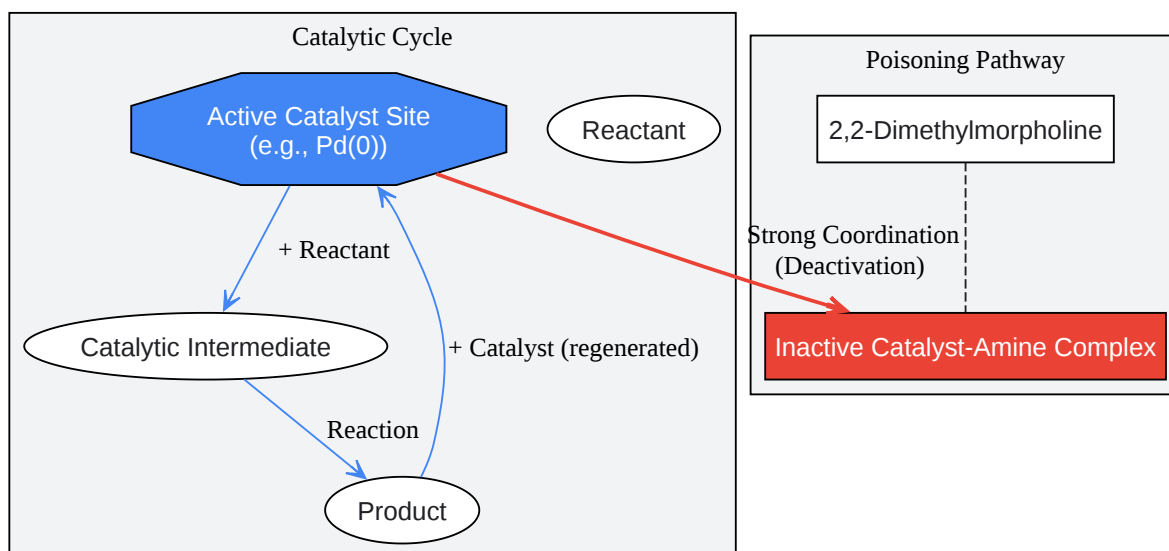 Catalytic Cycle
Active Catalyst Site
(e.g., Pd(0))
Reactant
+ Reactant
Catalytic Intermediate
+ Catalyst (regenerated)
Reaction
Product
Poisoning Pathway
2,2-Dimethylmorpholine
Strong Coordination
(Deactivation)
Inactive Catalyst-Amine Complex